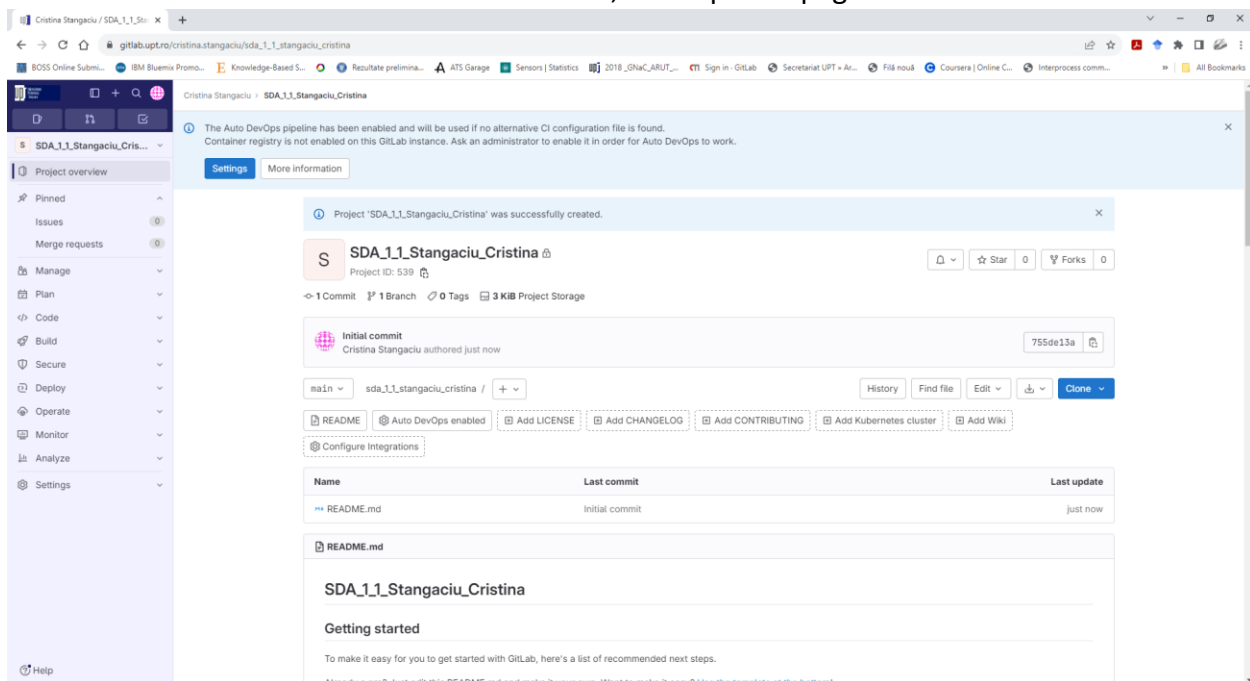 Cristina Stangaciu / SDA_1_1_Stan
gitlab.upt.ro/cristina.stangaciu/sda_1_1_stangaciu_cristina
BOSS Online Submi... IBM Bluemix Promo... Knowledge-Based S... Rezultate prelimina... ATS Garage Sensors | Statistics 2018 _GNaC_ARUT_... Sign in · GitLab Secretariat UPT » Ar... Filă nouă Coursera | Online C... Interprocess comm... » All Bookmarks
Cristina Stangaciu › SDA_1_1_Stangaciu_Cristina
The Auto DevOps pipeline has been enabled and will be used if no alternative CI configuration file is found.
Container registry is not enabled on this GitLab instance. Ask an administrator to enable it in order for Auto DevOps to work.
Settings More information
S SDA_1_1_Stangaciu_Cris...
Project overview
Pinned
Issues 0
Merge requests 0
Manage
Plan
Code
Build
Secure
Deploy
Operate
Monitor
Analyze
Settings
Help
Project 'SDA_1_1_Stangaciu_Cristina' was successfully created.
S SDA_1_1_Stangaciu_Cristina
Project ID: 539
Star 0 Forks 0
1 Commit 1 Branch 0 Tags 3 KiB Project Storage
Initial commit
Cristina Stangaciu authored just now
755de13a
main sda_1_1_stangaciu_cristina / + History Find file Edit Clone
README Auto DevOps enabled Add LICENSE Add CHANGELOG Add CONTRIBUTING Add Kubernetes cluster Add Wiki
Configure Integrations
Name Last commit Last update
README.md Initial commit just now
README.md
SDA_1_1_Stangaciu_Cristina
Getting started
To make it easy for you to get started with GitLab, here's a list of recommended next steps.